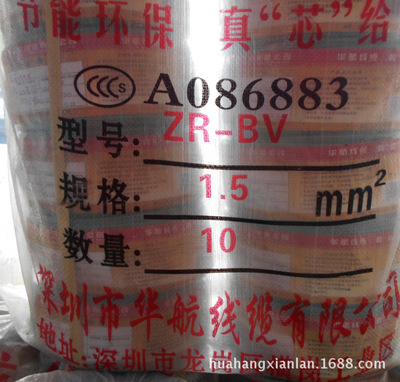 节能环保 真“芯”给
CCC S A086883
型号: ZR-BV
规格: 1.5 mm²
数量: 10
深圳市华航线缆有限公司
地址:深圳市龙岗区
huahangxianlan.1688.com